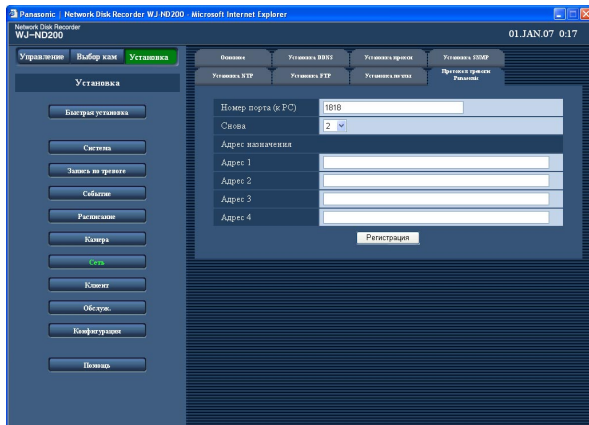 Panasonic | Network Disk Recorder WJ-ND200 - Microsoft Internet Explorer
Network Disk Recorder
WJ-ND200
01.JAN.07 0:17
Управление Выбор кам Установка
Установка
Быстрая установка
Система
Запись по тревоге
Событие
Расписание
Камера
Сеть
Клиент
Обслуж.
Конфигурация
Помощь
Основное Установка DDNS Установка прокси Установка SNMP
Установка NTP Установка FTP Установка почты Протокол тревоги Panasonic
Номер порта (к PC) 1818
Снова 2
Адрес назначения
Адрес 1
Адрес 2
Адрес 3
Адрес 4
Регистрация